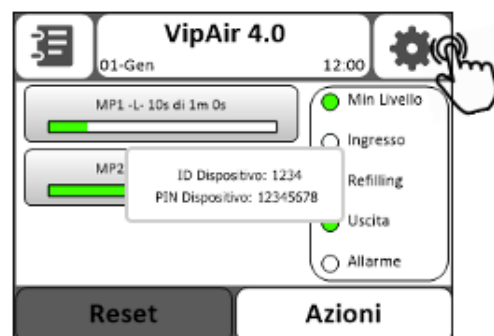 VipAir 4.0
01-Gen
12:00
MP1 -L- 10s di 1m 0s
MP2
ID Dispositivo: 1234
PIN Dispositivo: 12345678
Min Livello
Ingresso
Refilling
Uscita
Allarme
Reset
Azioni